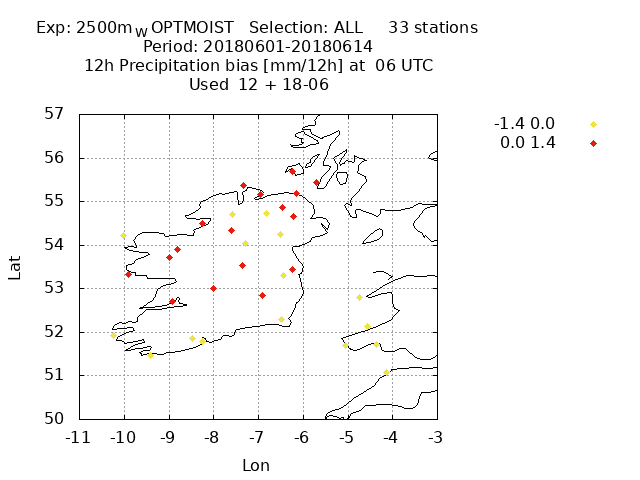 Exp: 2500m_W OPTMOIST Selection: ALL 33 stations
Period: 20180601-20180614
12h Precipitation bias [mm/12h] at 06 UTC
Used 12 + 18-06
-1.4 0.0
0.0 1.4
57
56
55
54
53
52
51
50
Lat
-11 -10 -9 -8 -7 -6 -5 -4 -3
Lon